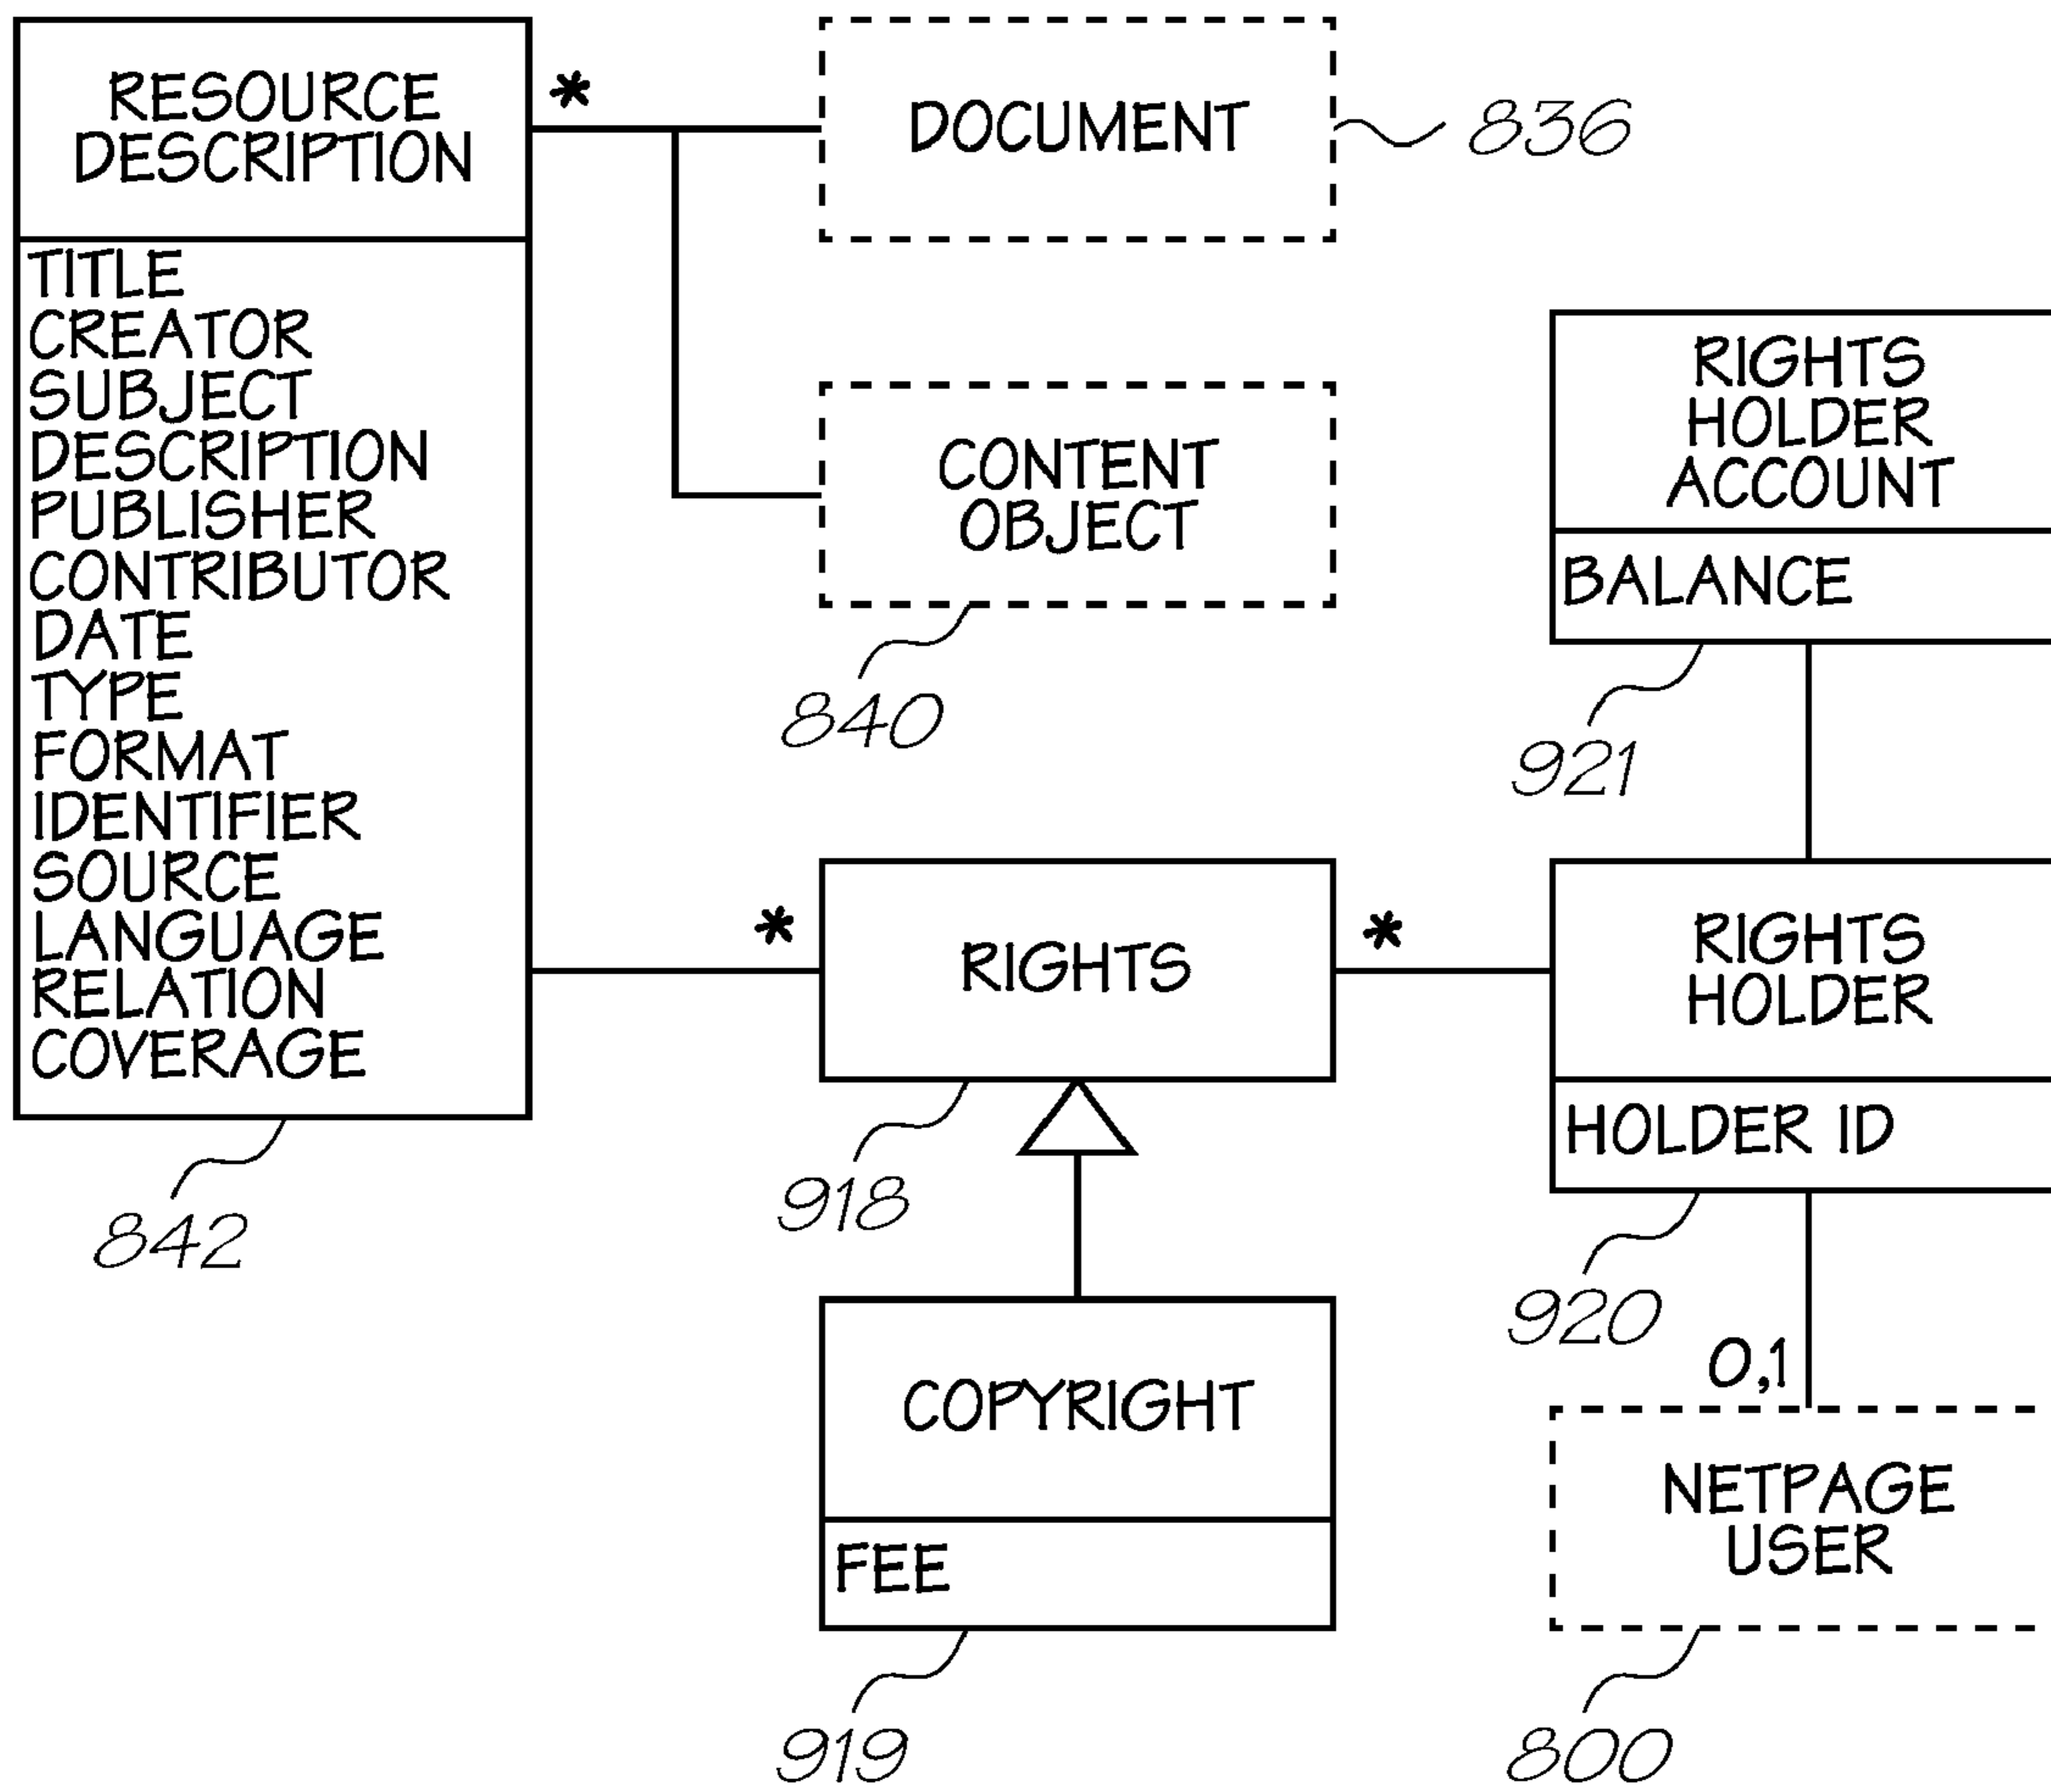 RESOURCE
DESCRIPTION
TITLE
CREATOR
SUBJECT
DESCRIPTION
PUBLISHER
CONTRIBUTOR
DATE
TYPE
FORMAT
IDENTIFIER
SOURCE
LANGUAGE
RELATION
COVERAGE
842
*
DOCUMENT
836
CONTENT
OBJECT
840
*
RIGHTS
*
918
COPYRIGHT
FEE
919
RIGHTS
HOLDER
ACCOUNT
BALANCE
921
RIGHTS
HOLDER
HOLDER ID
920
0,1
NETPAGE
USER
800